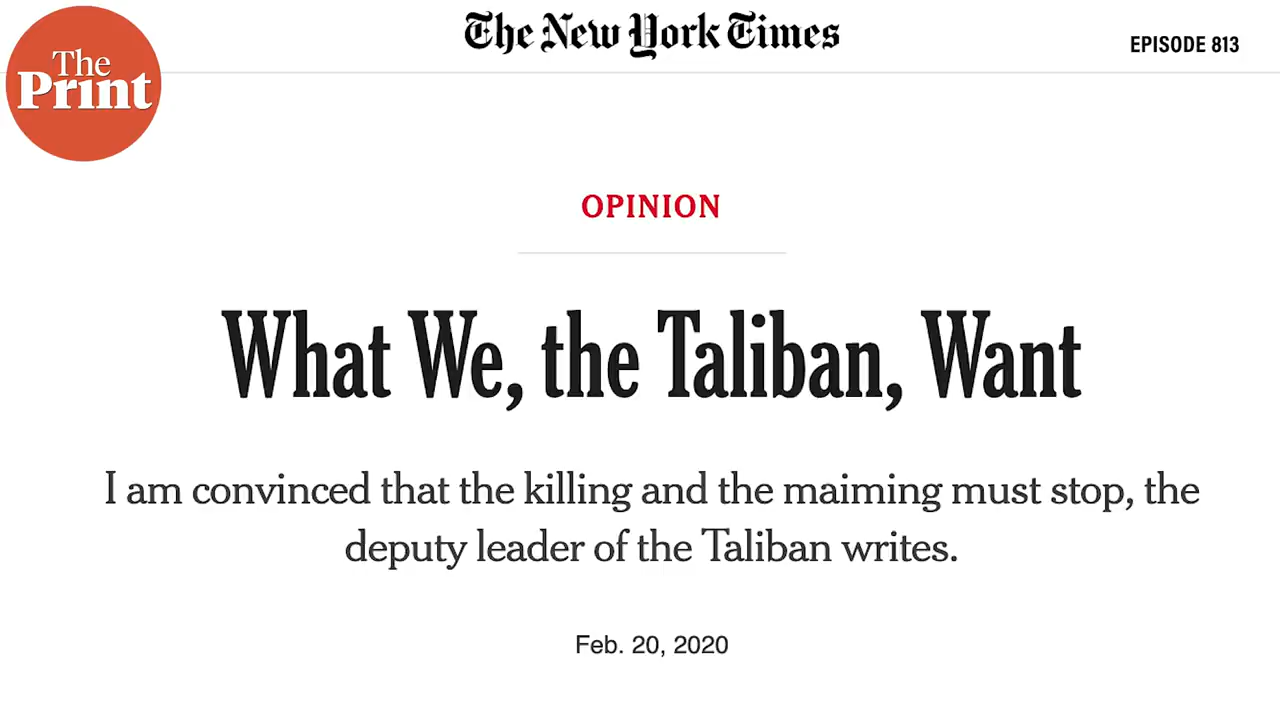 The
Print
The New York Times
EPISODE 813
OPINION
What We, the Taliban, Want
I am convinced that the killing and the maiming must stop, the
deputy leader of the Taliban writes.
Feb. 20, 2020